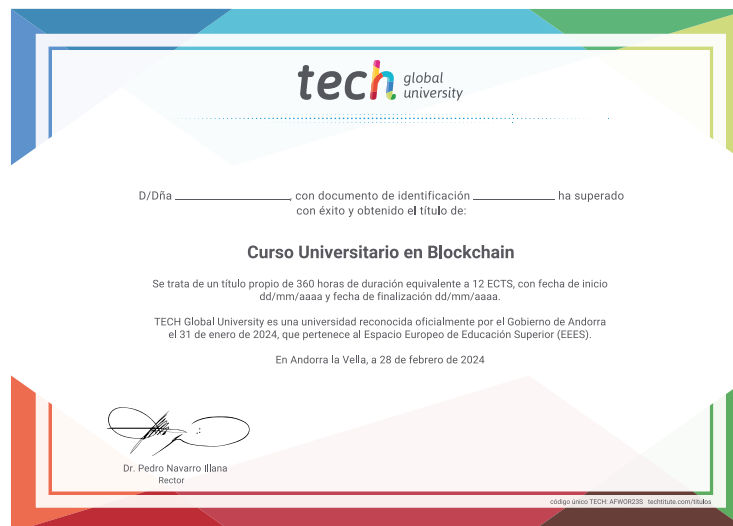 tech global university
D/Dña ____________________, con documento de identificación ______________ ha superado
con éxito y obtenido el título de:
Curso Universitario en Blockchain
Se trata de un título propio de 360 horas de duración equivalente a 12 ECTS, con fecha de inicio
dd/mm/aaaa y fecha de finalización dd/mm/aaaa.
TECH Global University es una universidad reconocida oficialmente por el Gobierno de Andorra
el 31 de enero de 2024, que pertenece al Espacio Europeo de Educación Superior (EEES).
En Andorra la Vella, a 28 de febrero de 2024
Dr. Pedro Navarro Illana
Rector
código único TECH: AFWOR23S techtitute.com/titulos